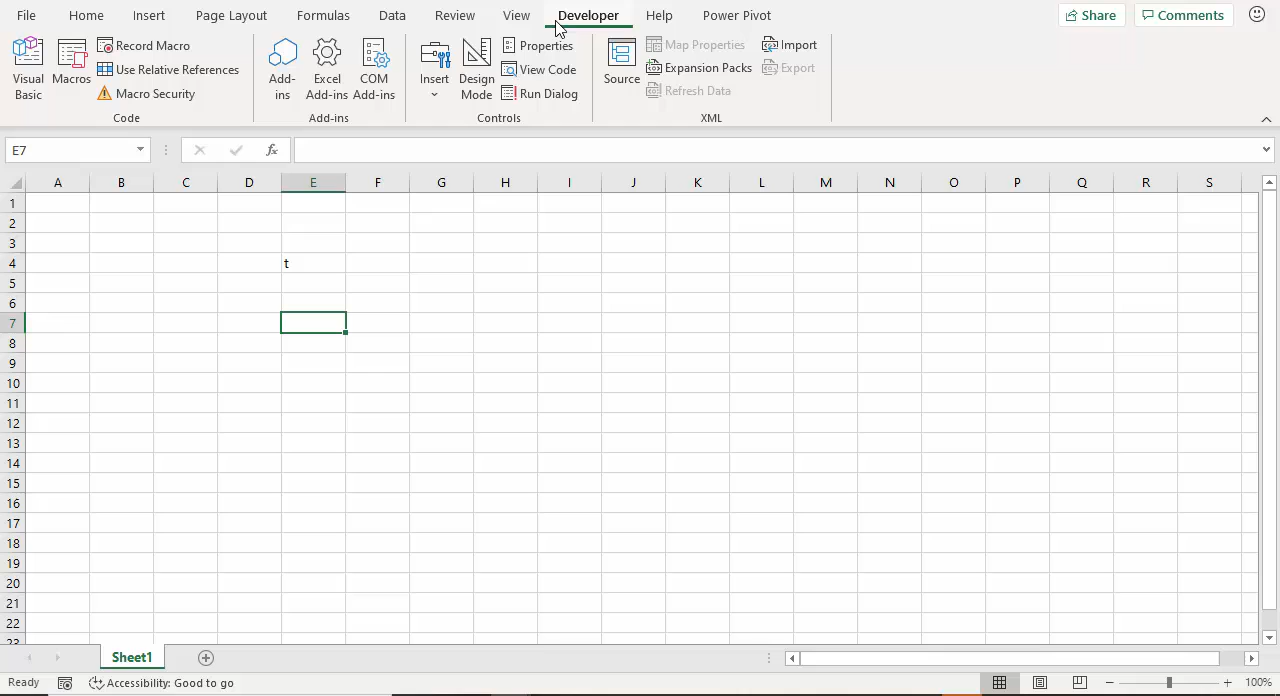 File Home Insert Page Layout Formulas Data Review View Developer Help Power Pivot Share Comments
Visual Basic
Macros
Record Macro
Use Relative References
Macro Security
Code
Add-ins
Excel Add-ins
COM Add-ins
Add-ins
Insert
Design Mode
Properties
View Code
Run Dialog
Controls
Source
Map Properties
Expansion Packs
Refresh Data
Import
Export
XML
E7
fx
A B C D E F G H I J K L M N O P Q R S
1
2
3
4 t
5
6
7
8
9
10
11
12
13
14
15
16
17
18
19
20
21
22
23
Sheet1
Ready Accessibility: Good to go 100%